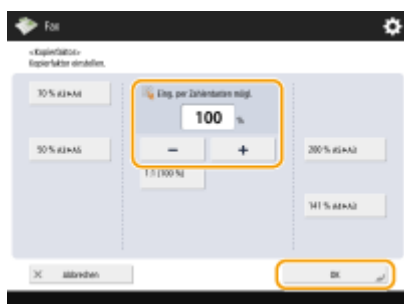 Fax
<Kopierfaktor>
Kopierfaktor einstellen.
Eing. per Zahlentasten mögl.
100 %
70 % A3→A4
− +
50 % A3→A5
200 % A5→A3
1:1 (100 %)
141 % A4→A3
Abbrechen
OK